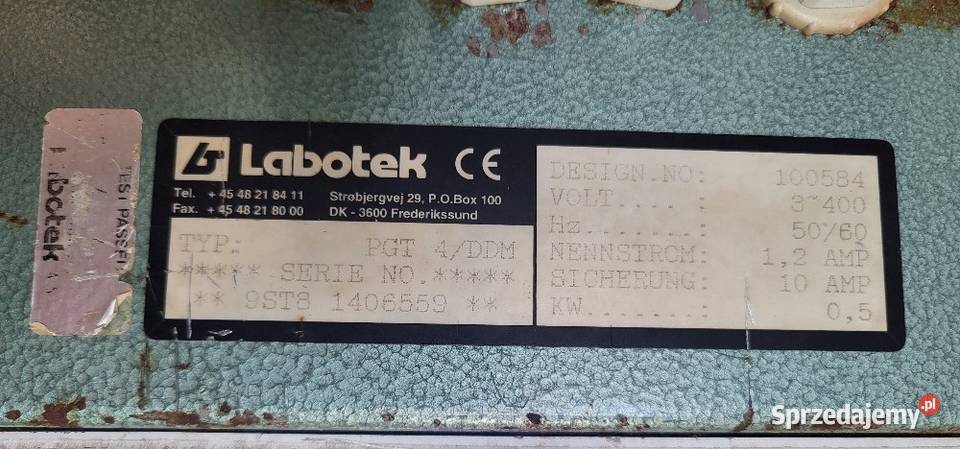 TEST PASSED
botek
Labotek CE
Tel. + 45 48 21 84 11 Strøbjergvej 29, P.O.Box 100
Fax. + 45 48 21 80 00 DK - 3600 Frederikssund
TYP: PGT 4/DDM
***** SERIE NO.*****
** 9ST8 1406559 **
DESIGN.NO: 100584
VOLT....: 3~400
Hz.......: 50/60
NENNSTROM: 1,2 AMP
SICHERUNG: 10 AMP
KW.......: 0,5
Sprzedajemy.pl